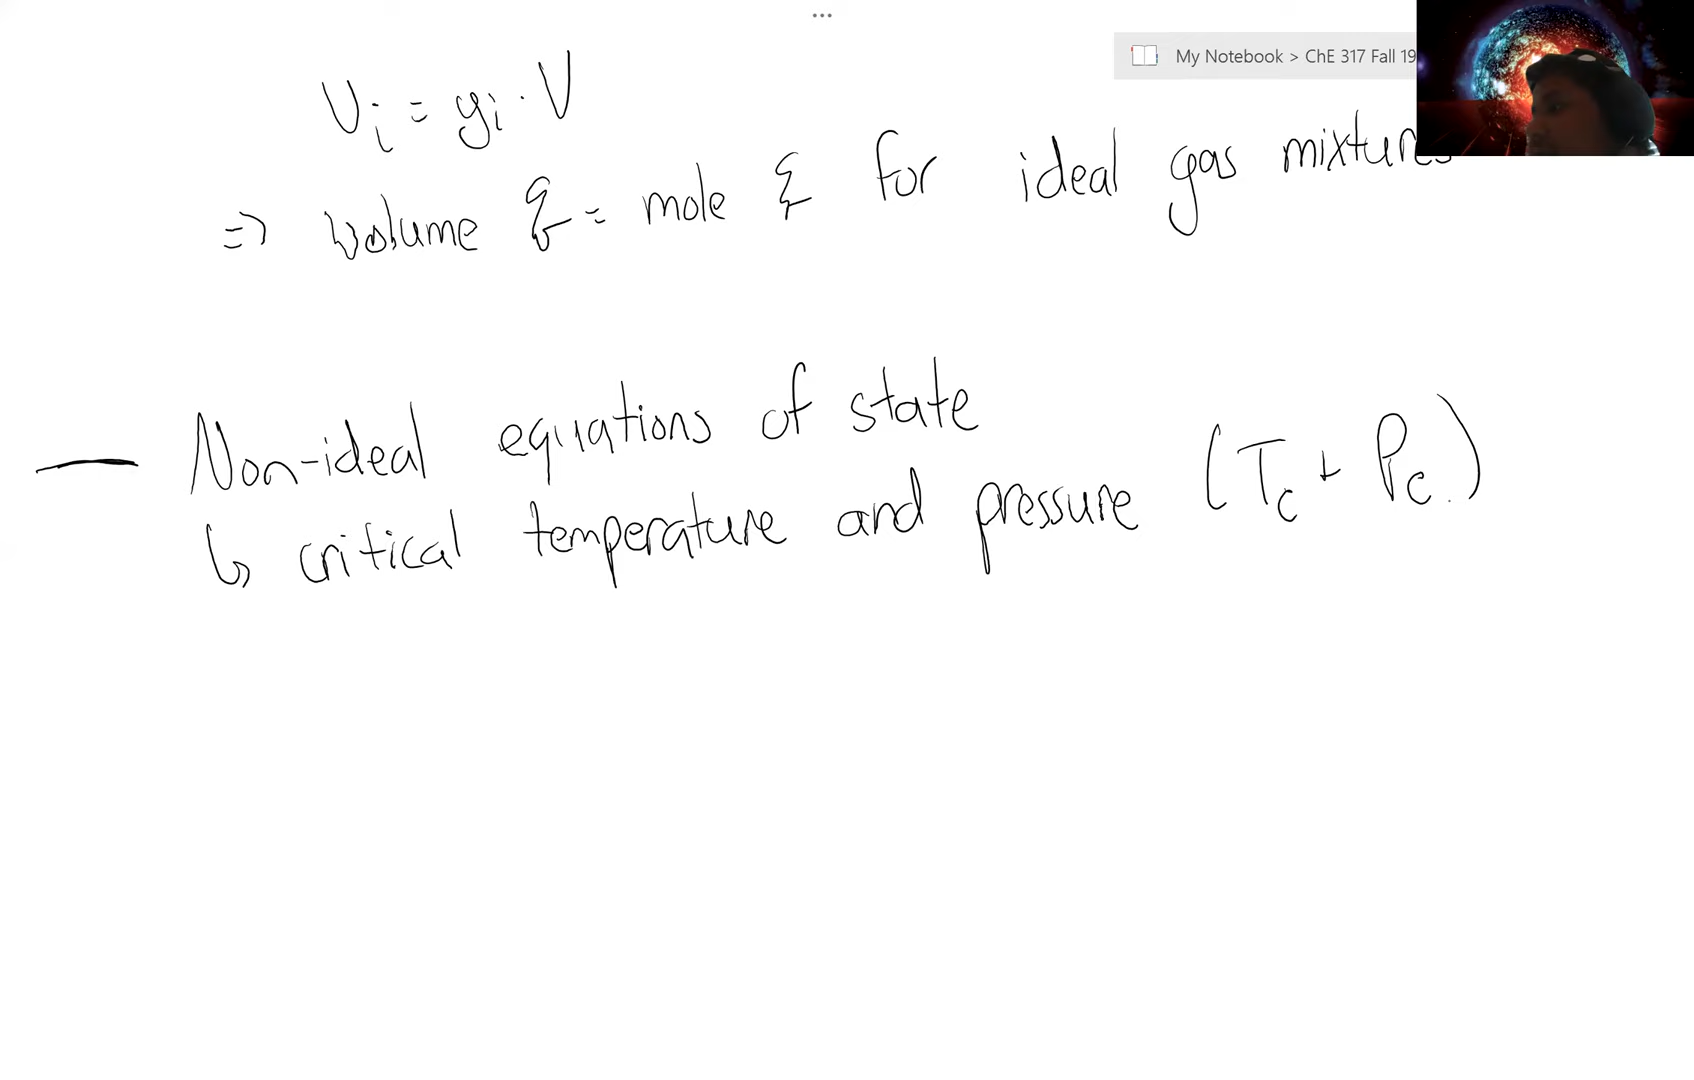 My Notebook > ChE 317 Fall 19
Vi = yi · V
=> volume % = mole % for ideal gas mixtures
— Non-ideal equations of state
↳ critical temperature and pressure (Tc + Pc.)